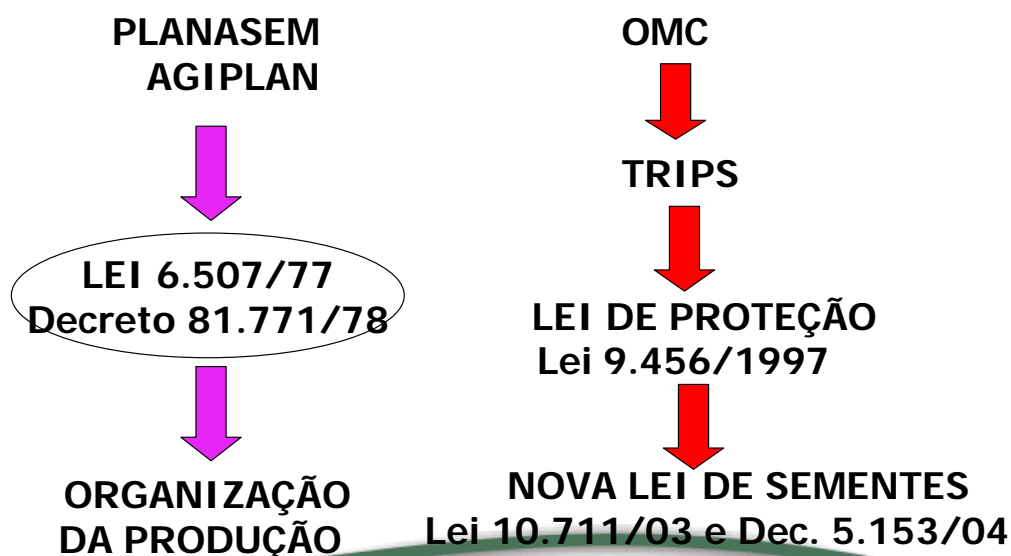 PLANASEM
AGIPLAN
LEI 6.507/77
Decreto 81.771/78
ORGANIZAÇÃO
DA PRODUÇÃO
OMC
TRIPS
LEI DE PROTEÇÃO
Lei 9.456/1997
NOVA LEI DE SEMENTES
Lei 10.711/03 e Dec. 5.153/04